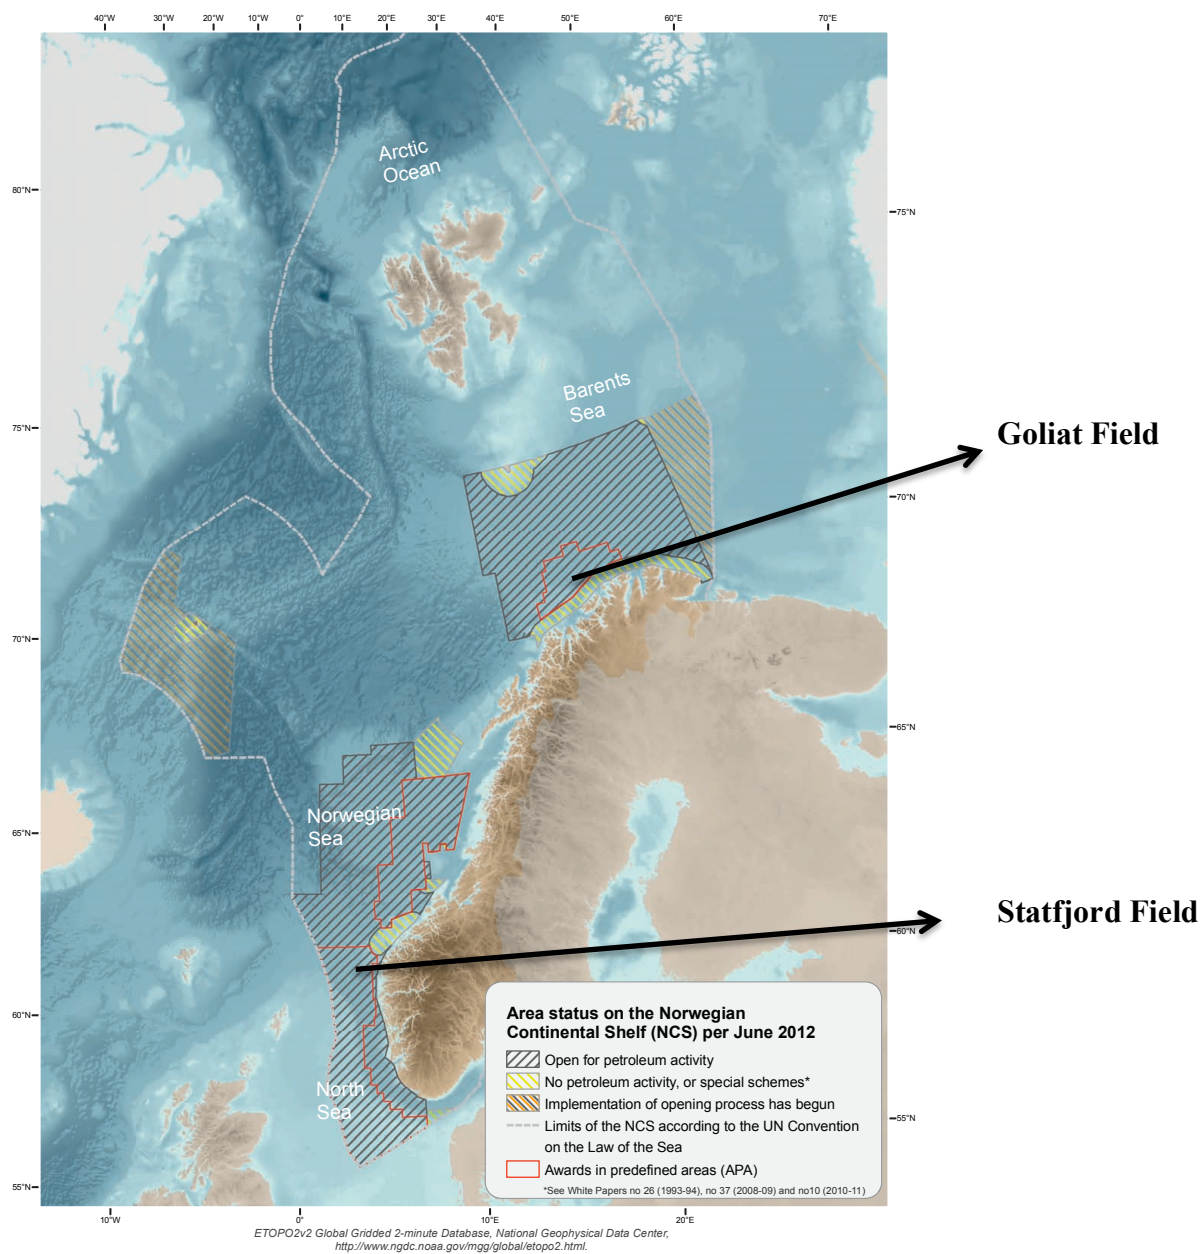 40°W 30°W 20°W 10°W 0° 10°E 20°E 30°E 40°E 50°E 60°E 70°E
Arctic
Ocean
80°N
75°N
Barents
Sea
75°N
Goliat Field
70°N
70°N
65°N
Norwegian
Sea
65°N
Statfjord Field
60°N
60°N
North
Sea
55°N
55°N
Area status on the Norwegian
Continental Shelf (NCS) per June 2012
Open for petroleum activity
No petroleum activity, or special schemes*
Implementation of opening process has begun
Limits of the NCS according to the UN Convention
on the Law of the Sea
Awards in predefined areas (APA)
*See White Papers no 26 (1993-94), no 37 (2008-09) and no10 (2010-11)
10°W 0° 10°E 20°E
ETOPO2v2 Global Gridded 2-minute Database, National Geophysical Data Center,
http://www.ngdc.noaa.gov/mgg/global/etopo2.html.